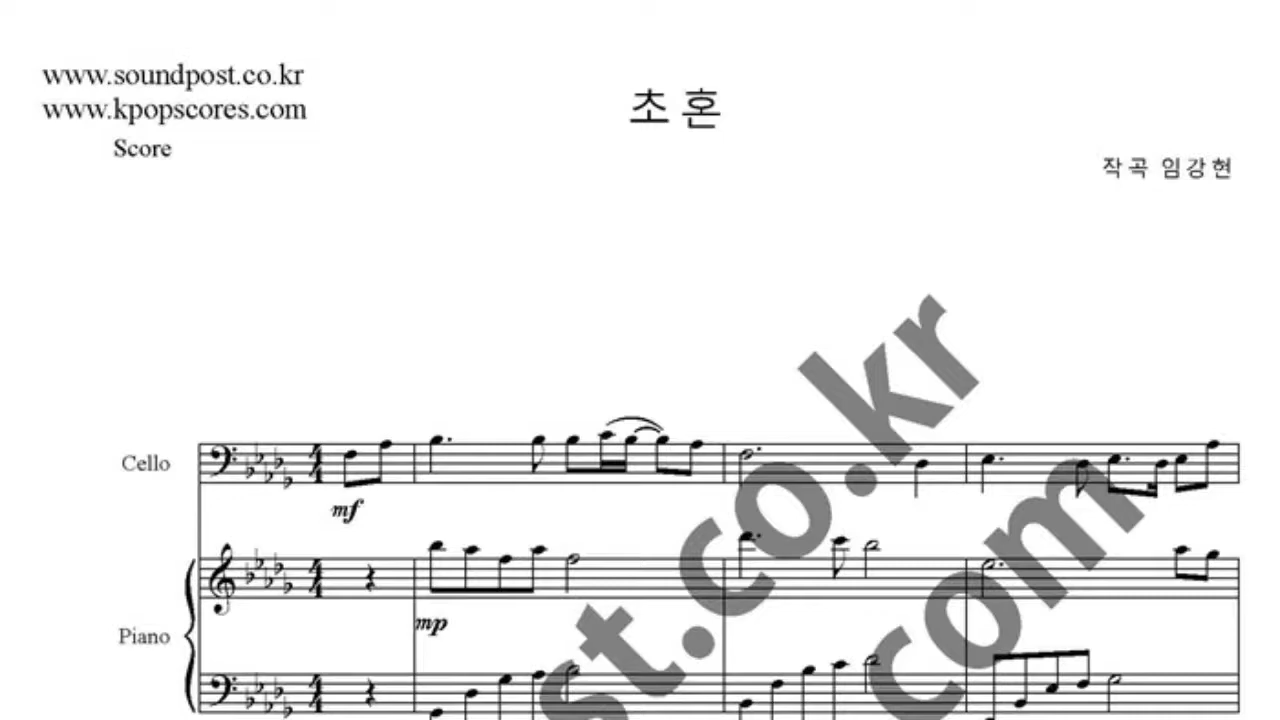 www.soundpost.co.kr
www.kpopscores.com
Score
초혼
작곡 임강현
Cello
mf
mp
Piano
st.co.kr
com